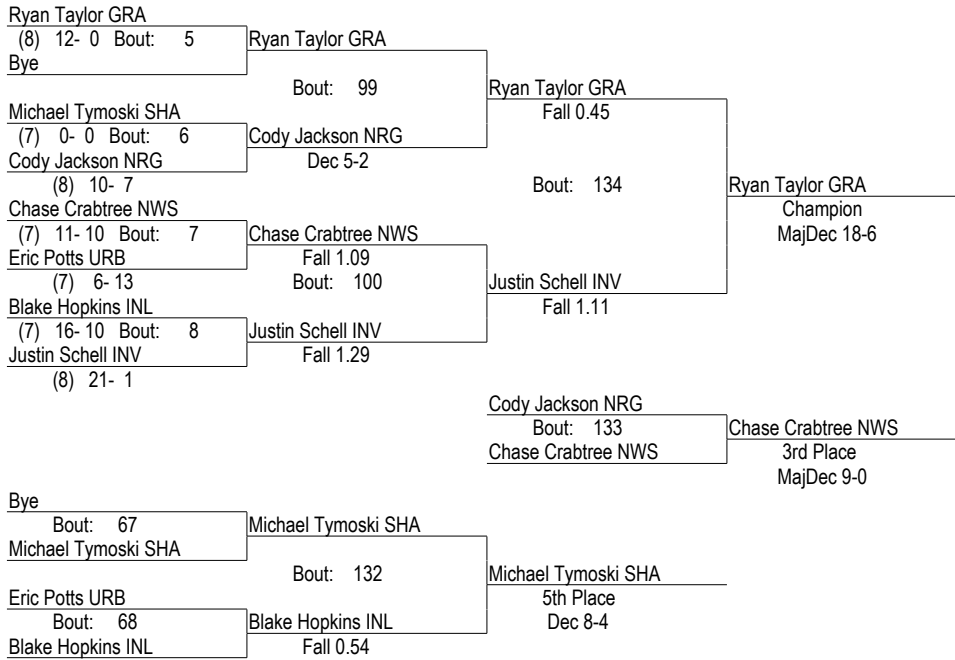 Ryan Taylor GRA
(8) 12- 0 Bout: 5
Bye
Ryan Taylor GRA
Bout: 99
Ryan Taylor GRA
Fall 0.45
Michael Tymoski SHA
(7) 0- 0 Bout: 6
Cody Jackson NRG
(8) 10- 7
Cody Jackson NRG
Dec 5-2
Bout: 134
Ryan Taylor GRA
Champion
MajDec 18-6
Chase Crabtree NWS
(7) 11- 10 Bout: 7
Eric Potts URB
(7) 6- 13
Chase Crabtree NWS
Fall 1.09
Bout: 100
Justin Schell INV
Fall 1.11
Blake Hopkins INL
(7) 16- 10 Bout: 8
Justin Schell INV
(8) 21- 1
Justin Schell INV
Fall 1.29
Cody Jackson NRG
Bout: 133
Chase Crabtree NWS
Chase Crabtree NWS
3rd Place
MajDec 9-0
Bye
Bout: 67
Michael Tymoski SHA
Michael Tymoski SHA
Bout: 132
Michael Tymoski SHA
5th Place
Dec 8-4
Eric Potts URB
Bout: 68
Blake Hopkins INL
Blake Hopkins INL
Fall 0.54